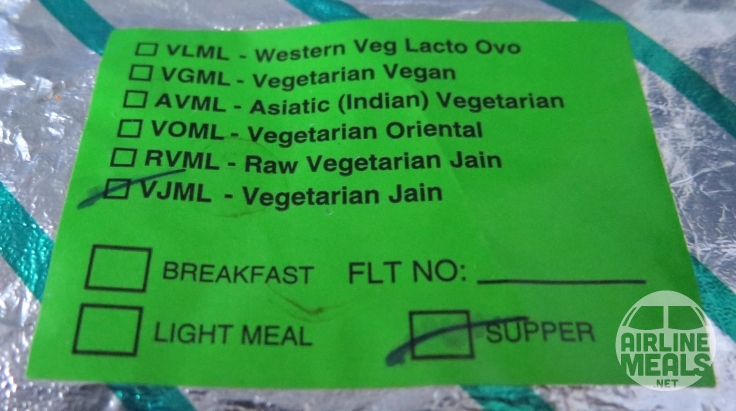 VLML - Western Veg Lacto Ovo
VGML - Vegetarian Vegan
AVML - Asiatic (Indian) Vegetarian
VOML - Vegetarian Oriental
RVML - Raw Vegetarian Jain
VJML - Vegetarian Jain
BREAKFAST FLT NO:
LIGHT MEAL SUPPER
AIRLINE
MEALS
.NET